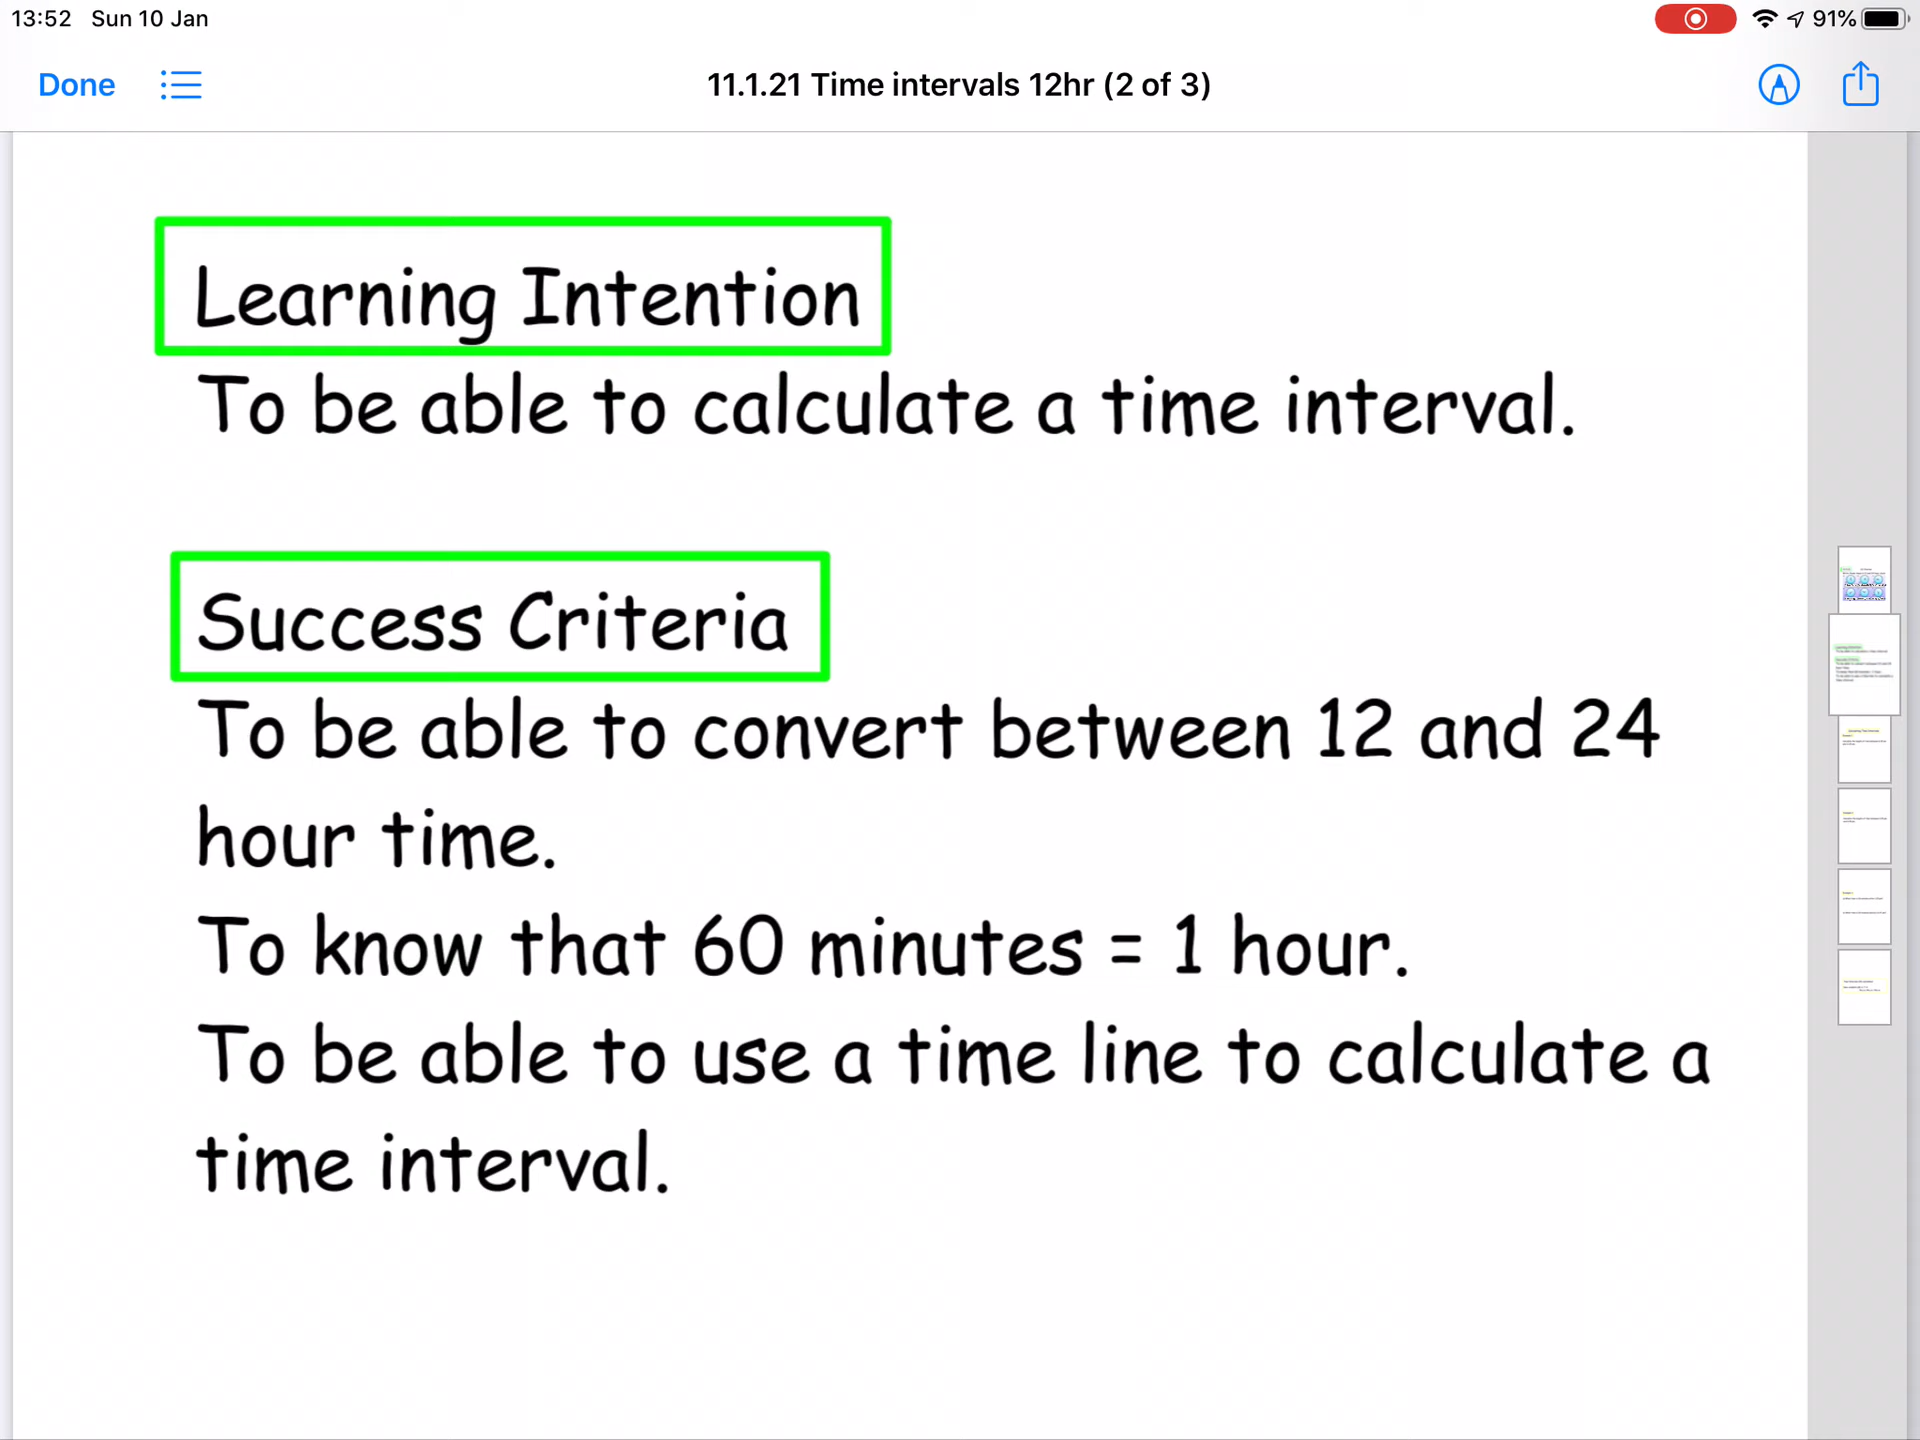 13:52 Sun 10 Jan
91%
Done
11.1.21 Time intervals 12hr (2 of 3)
Learning Intention
To be able to calculate a time interval.
Success Criteria
To be able to convert between 12 and 24
hour time.
To know that 60 minutes = 1 hour.
To be able to use a time line to calculate a
time interval.